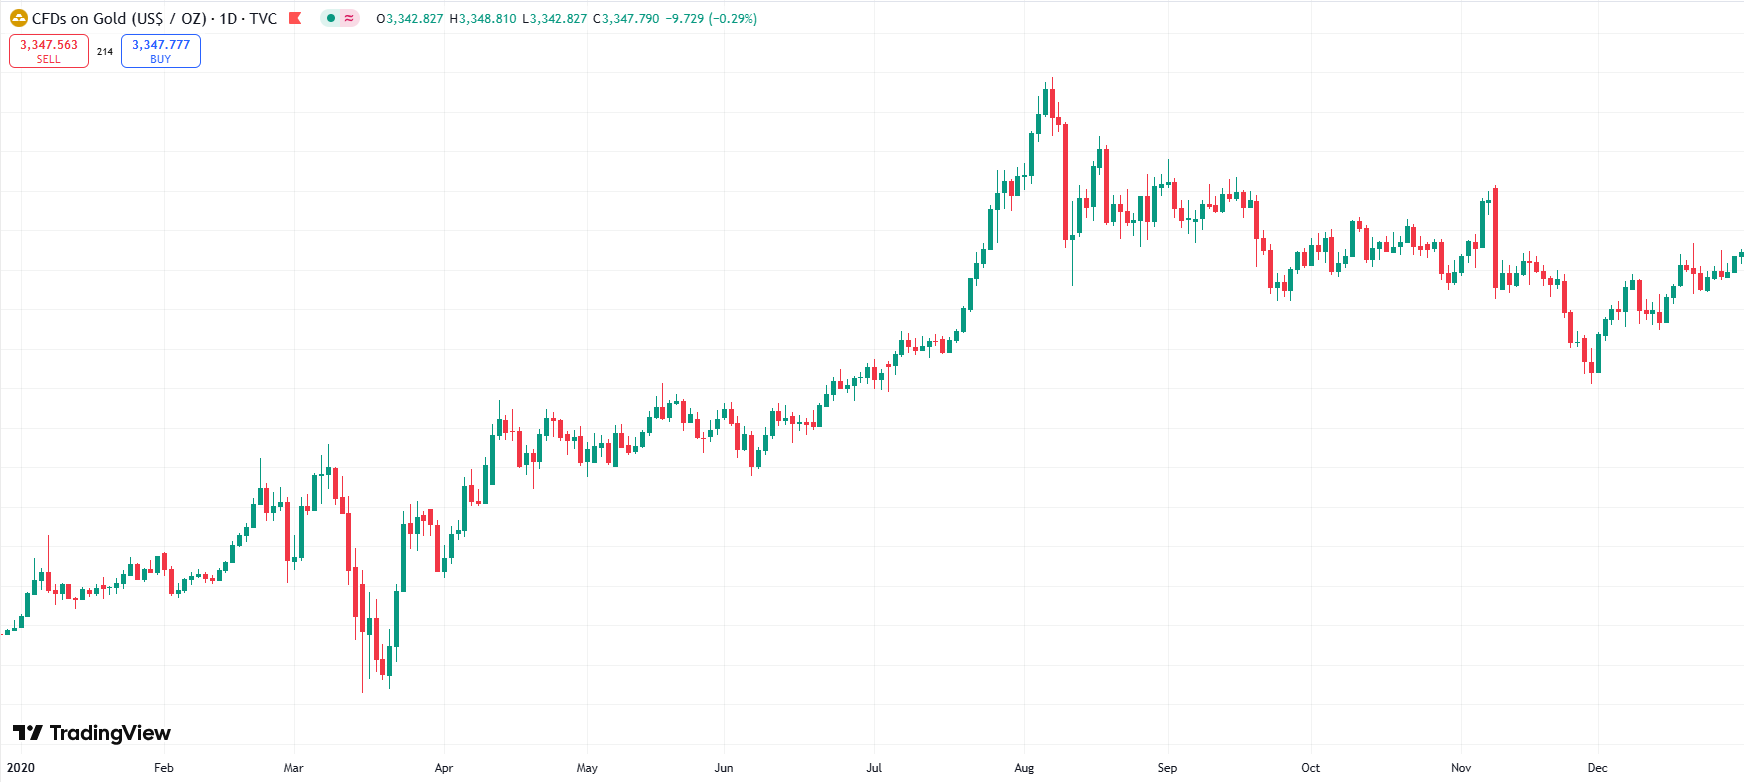 CFDs on Gold (US$ / OZ) · 1D · TVC ≈ O3,342.827 H3,348.810 L3,342.827 C3,347.790 −9.729 (−0.29%)
3,347.563 SELL 214 3,347.777 BUY
TradingView
2020 Feb Mar Apr May Jun Jul Aug Sep Oct Nov Dec